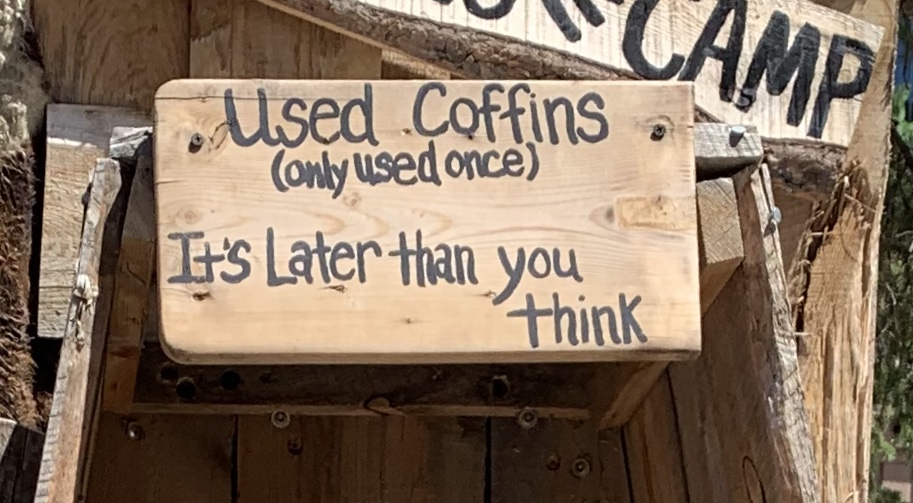 CAMP
Used Coffins
(only used once)
It's Later than you
think